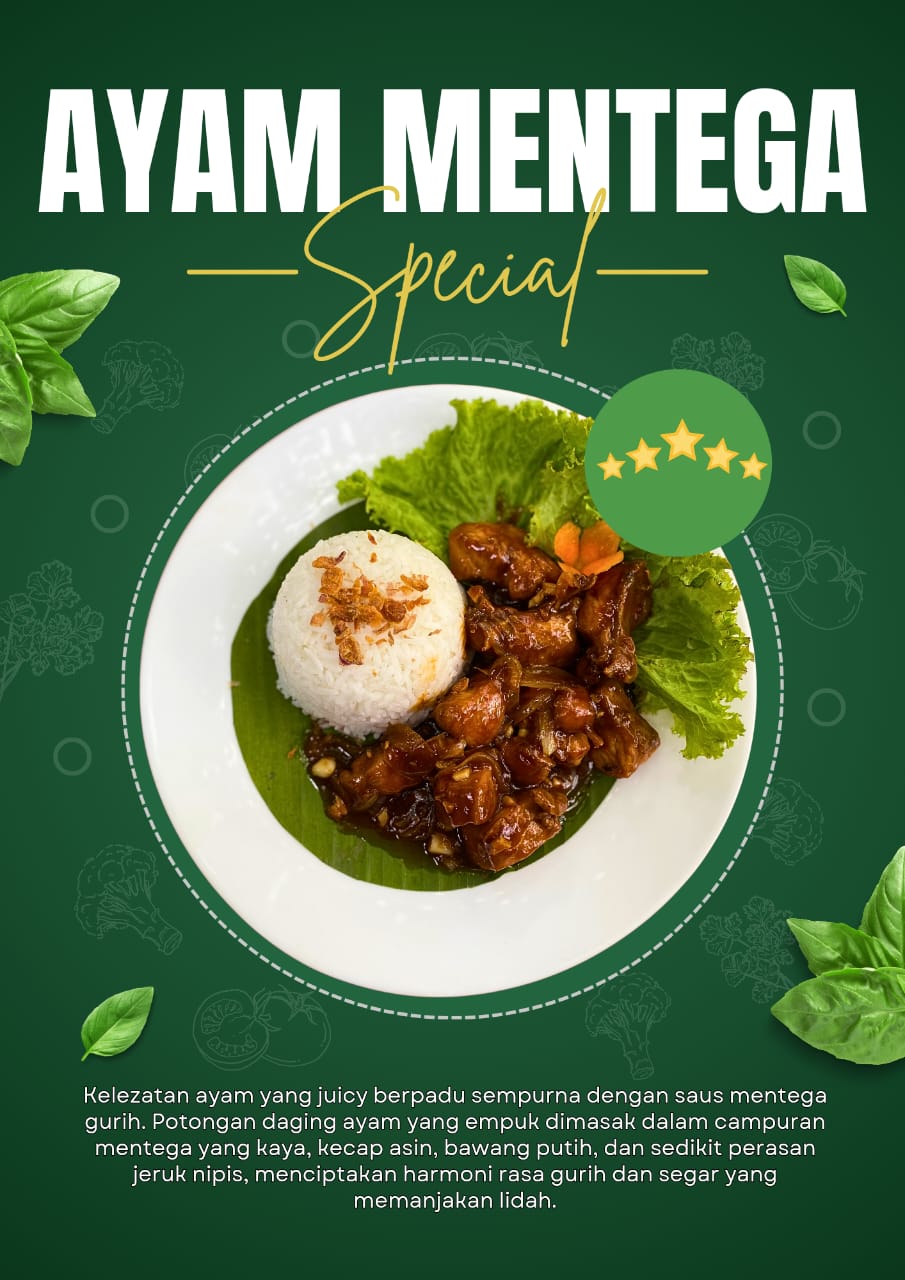 AYAM MENTEGA
Special
Kelezatan ayam yang juicy berpadu sempurna dengan saus mentega
gurih. Potongan daging ayam yang empuk dimasak dalam campuran
mentega yang kaya, kecap asin, bawang putih, dan sedikit perasan
jeruk nipis, menciptakan harmoni rasa gurih dan segar yang
memanjakan lidah.